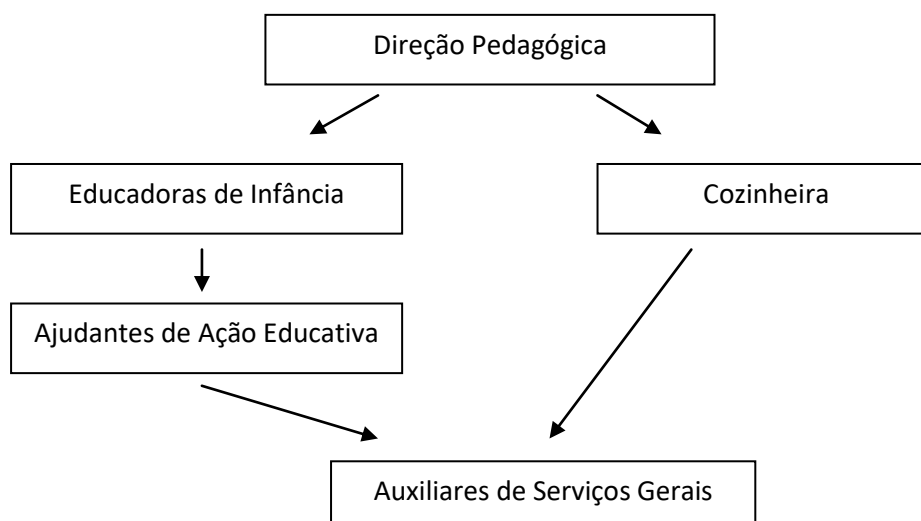 Direção Pedagógica
Educadoras de Infância
Cozinheira
Ajudantes de Ação Educativa
Auxiliares de Serviços Gerais